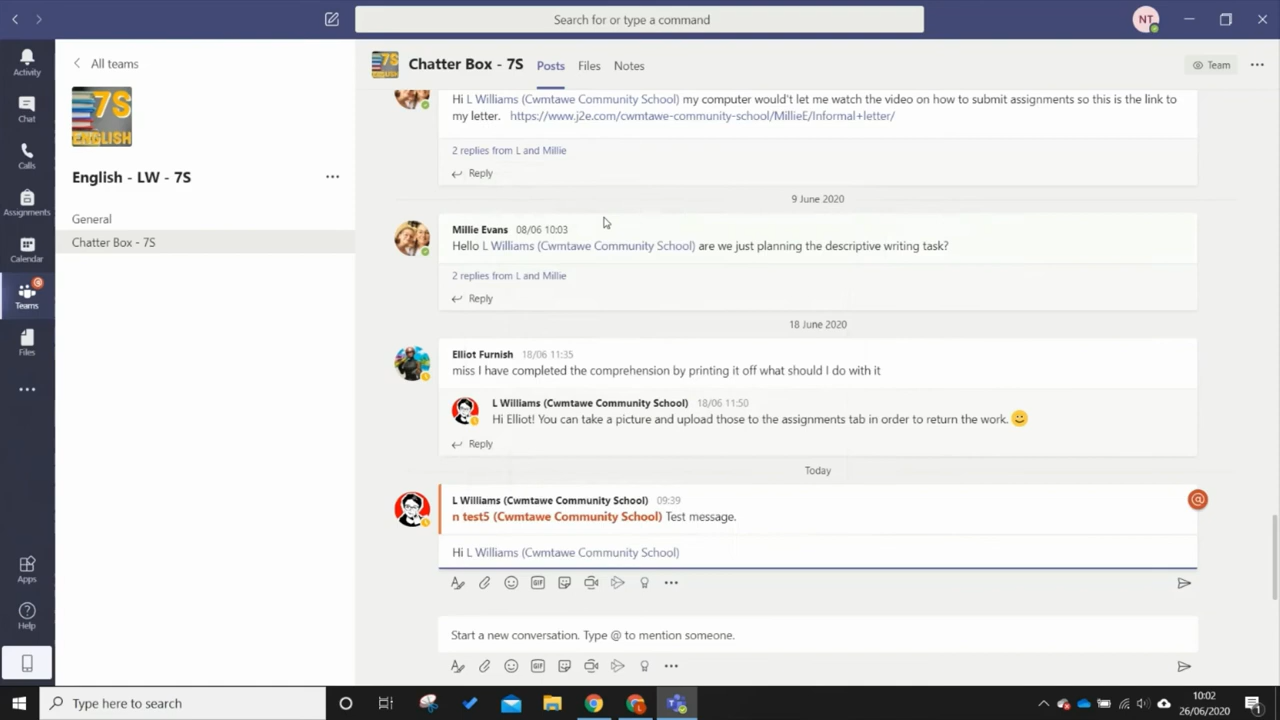 Search for or type a command
NT
Activity
Chat
Calls
Assignments
Calendar
Teams
Files
Apps
Help
All teams
7S
ENGLISH
English - LW - 7S
General
Chatter Box - 7S
7S
Chatter Box - 7S
Posts
Files
Notes
Team
Hi L Williams (Cwmtawe Community School) my computer would't let me watch the video on how to submit assignments so this is the link to
my letter. https://www.j2e.com/cwmtawe-community-school/MillieE/Informal+letter/
2 replies from L and Millie
Reply
9 June 2020
Millie Evans 08/06 10:03
Hello L Williams (Cwmtawe Community School) are we just planning the descriptive writing task?
2 replies from L and Millie
Reply
18 June 2020
Elliot Furnish 18/06 11:35
miss I have completed the comprehension by printing it off what should I do with it
L Williams (Cwmtawe Community School) 18/06 11:50
Hi Elliot! You can take a picture and upload those to the assignments tab in order to return the work.
Reply
Today
L Williams (Cwmtawe Community School) 09:39
n test5 (Cwmtawe Community School) Test message.
Hi L Williams (Cwmtawe Community School)
GIF
Start a new conversation. Type @ to mention someone.
GIF
Type here to search
10:02
26/06/2020